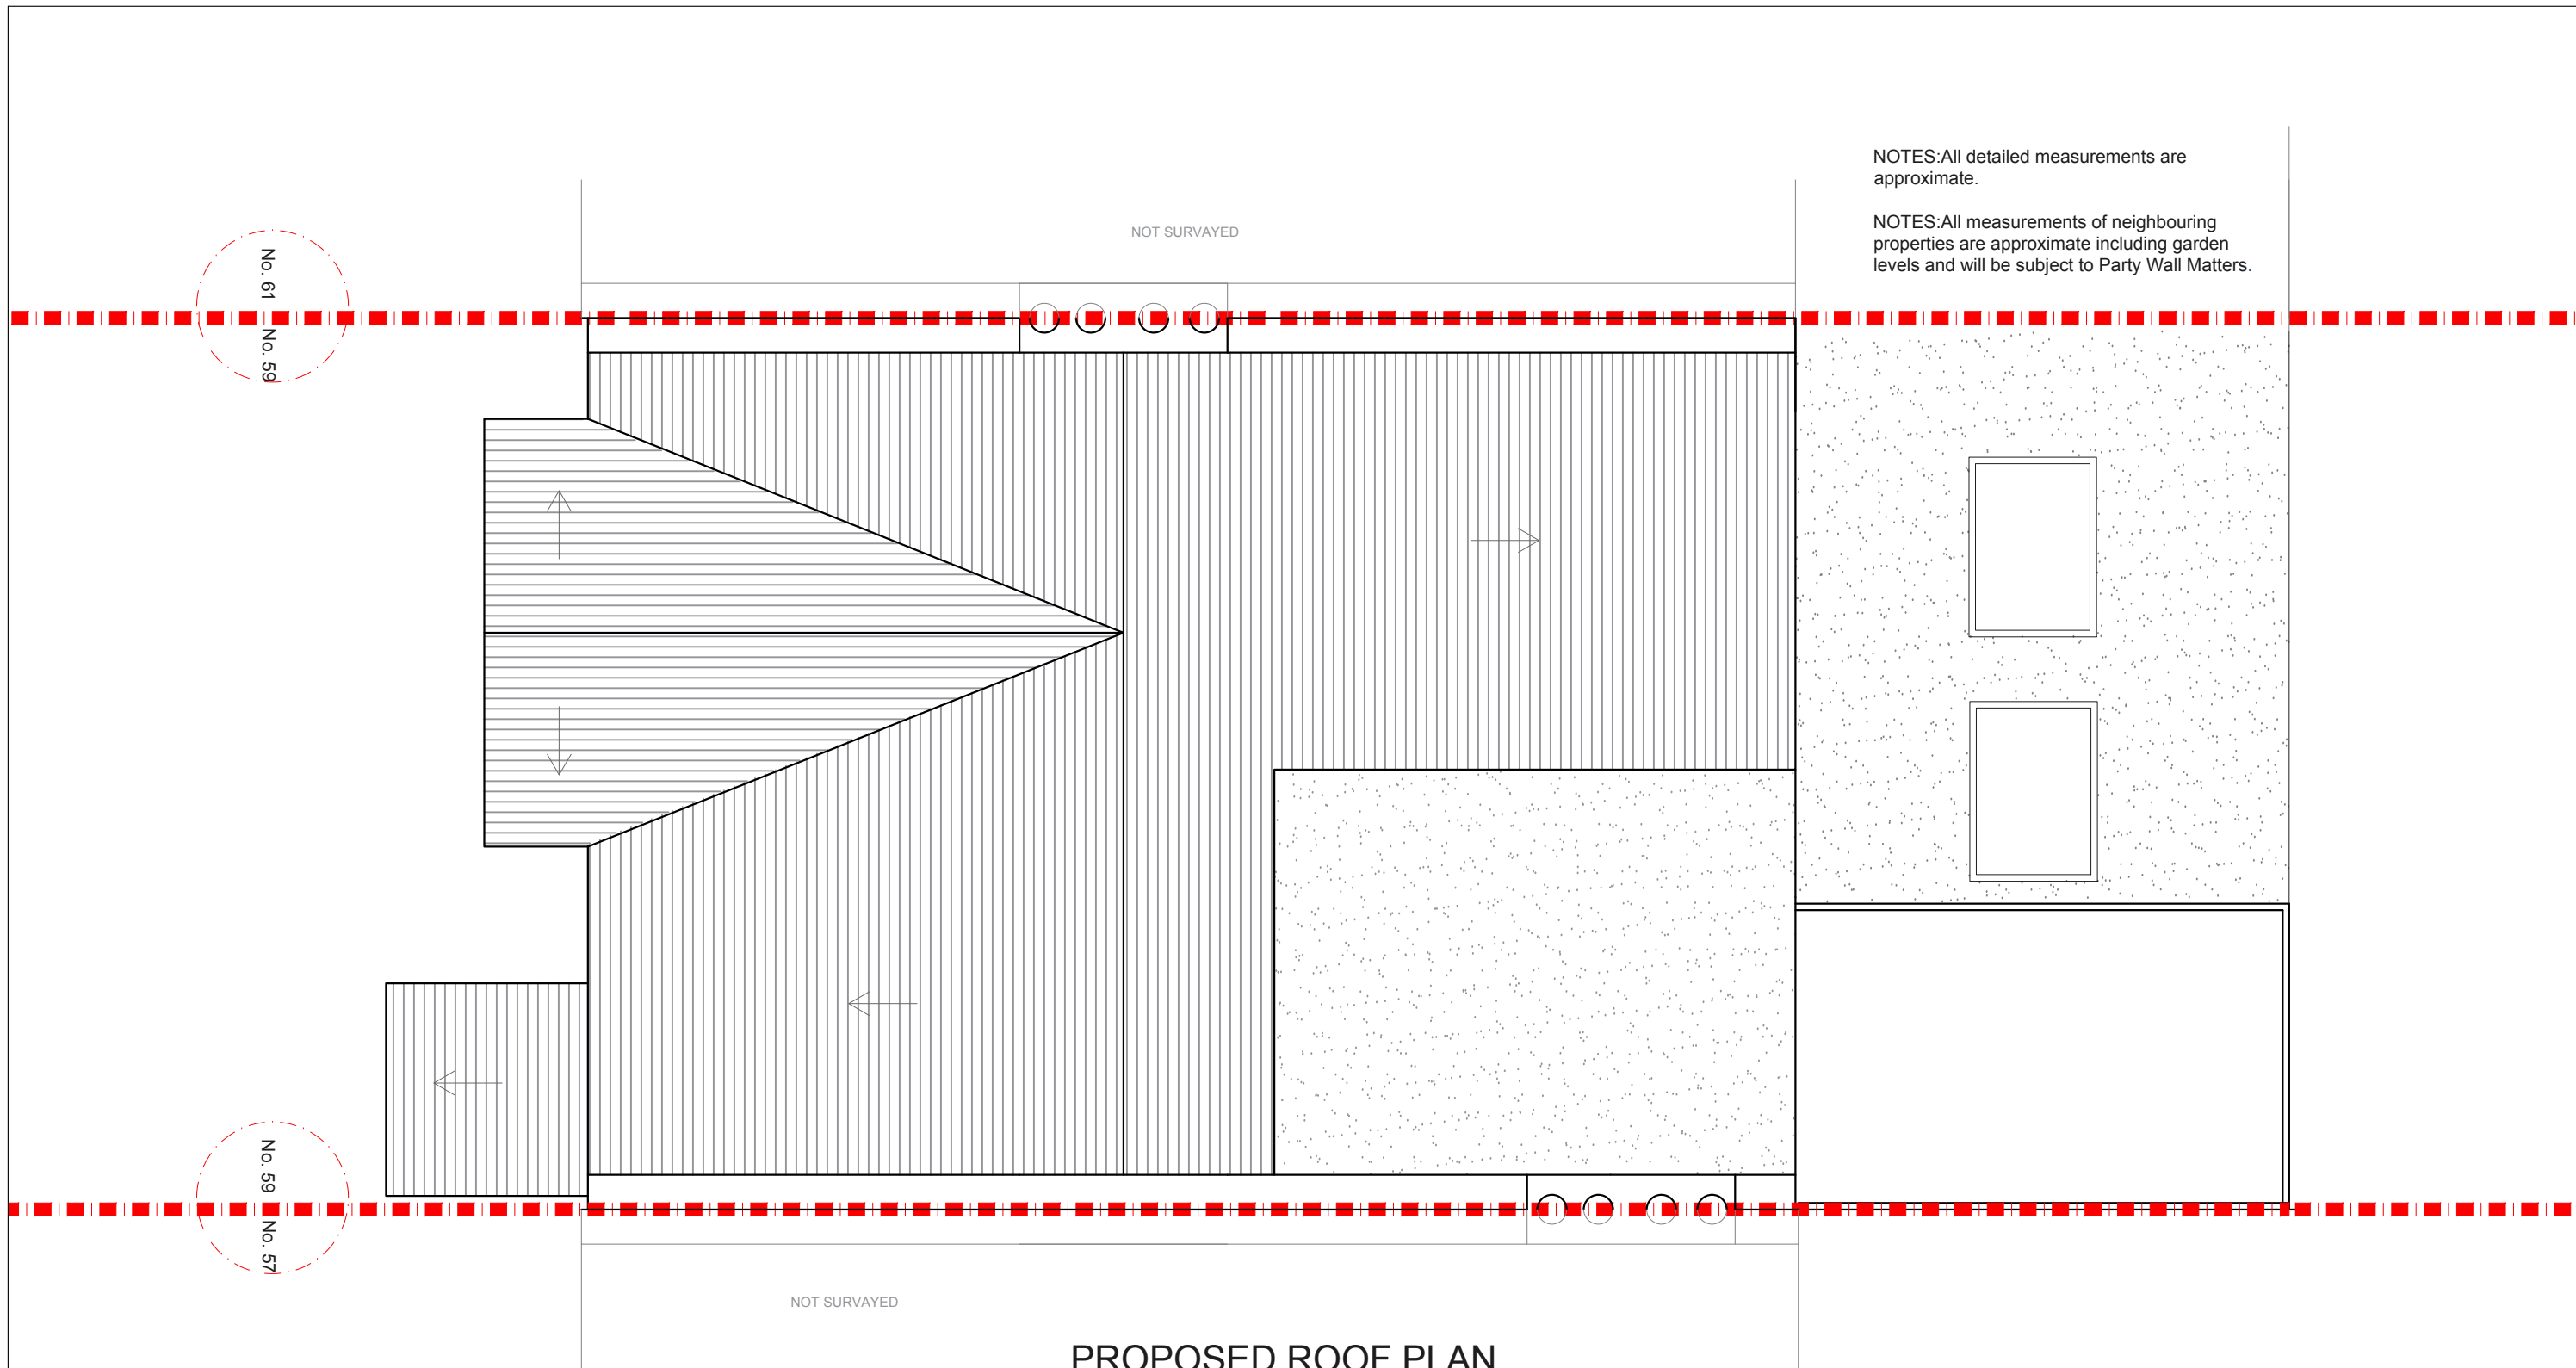 NOTES:All detailed measurements are
approximate.
NOTES:All measurements of neighbouring
properties are approximate including garden
levels and will be subject to Party Wall Matters.
NOT SURVAYED
No. 61
No. 59
No. 59
No. 57
NOT SURVAYED
PROPOSED ROOF PLAN